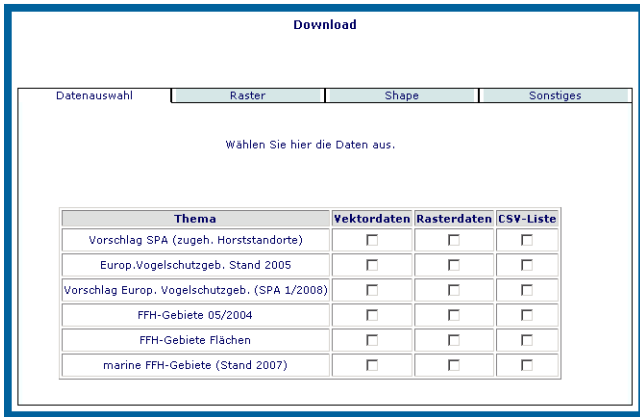 Download
Datenauswahl Raster Shape Sonstiges
Wählen Sie hier die Daten aus.
Thema Vektordaten Rasterdaten CSV-Liste
Vorschlag SPA (zugeh. Horststandorte)
Europ.Vogelschutzgeb. Stand 2005
Vorschlag Europ. Vogelschutzgeb. (SPA 1/2008)
FFH-Gebiete 05/2004
FFH-Gebiete Flächen
marine FFH-Gebiete (Stand 2007)